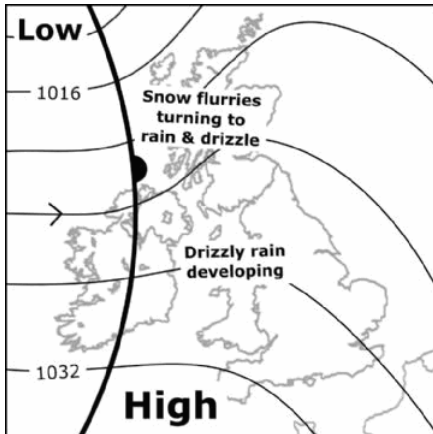 Low
1016
Snow flurries
turning to
rain & drizzle
Drizzly rain
developing
1032
High